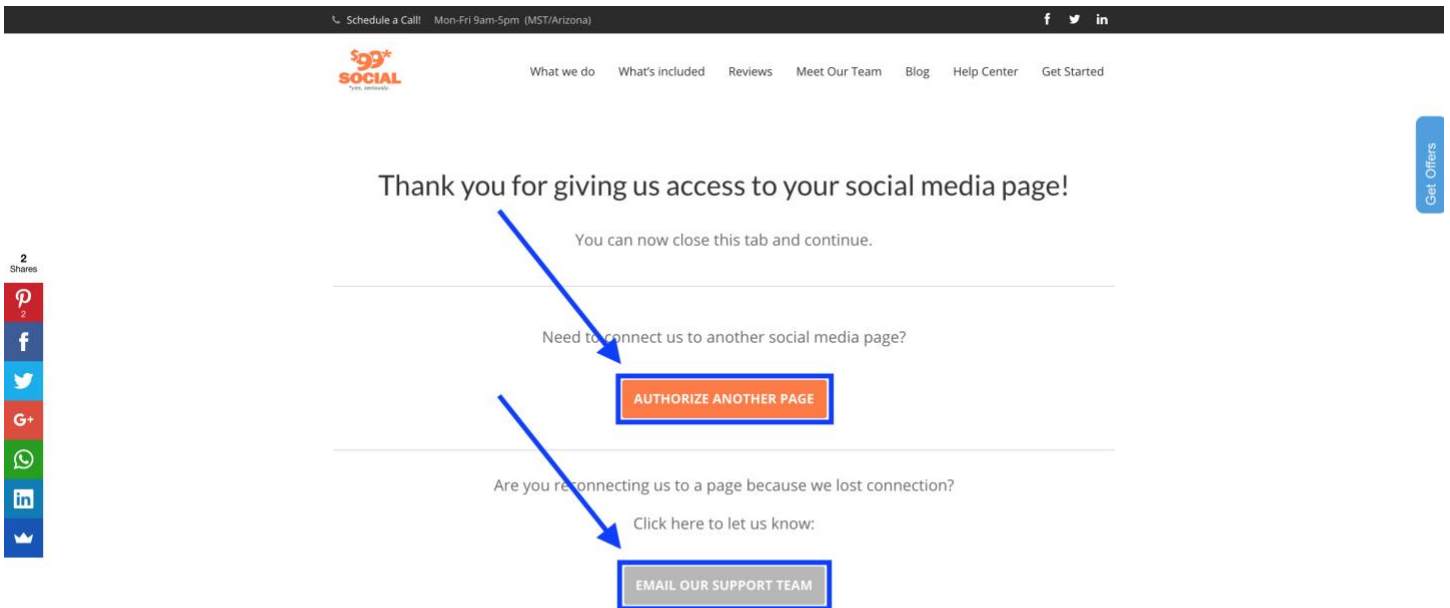 Schedule a Call! Mon-Fri 9am-5pm (MST/Arizona)
$99*
SOCIAL
*yes, seriously.
What we do What's included Reviews Meet Our Team Blog Help Center Get Started
Get Offers
Thank you for giving us access to your social media page!
You can now close this tab and continue.
2
Shares
2
Need to connect us to another social media page?
AUTHORIZE ANOTHER PAGE
G+
Are you reconnecting us to a page because we lost connection?
Click here to let us know:
EMAIL OUR SUPPORT TEAM